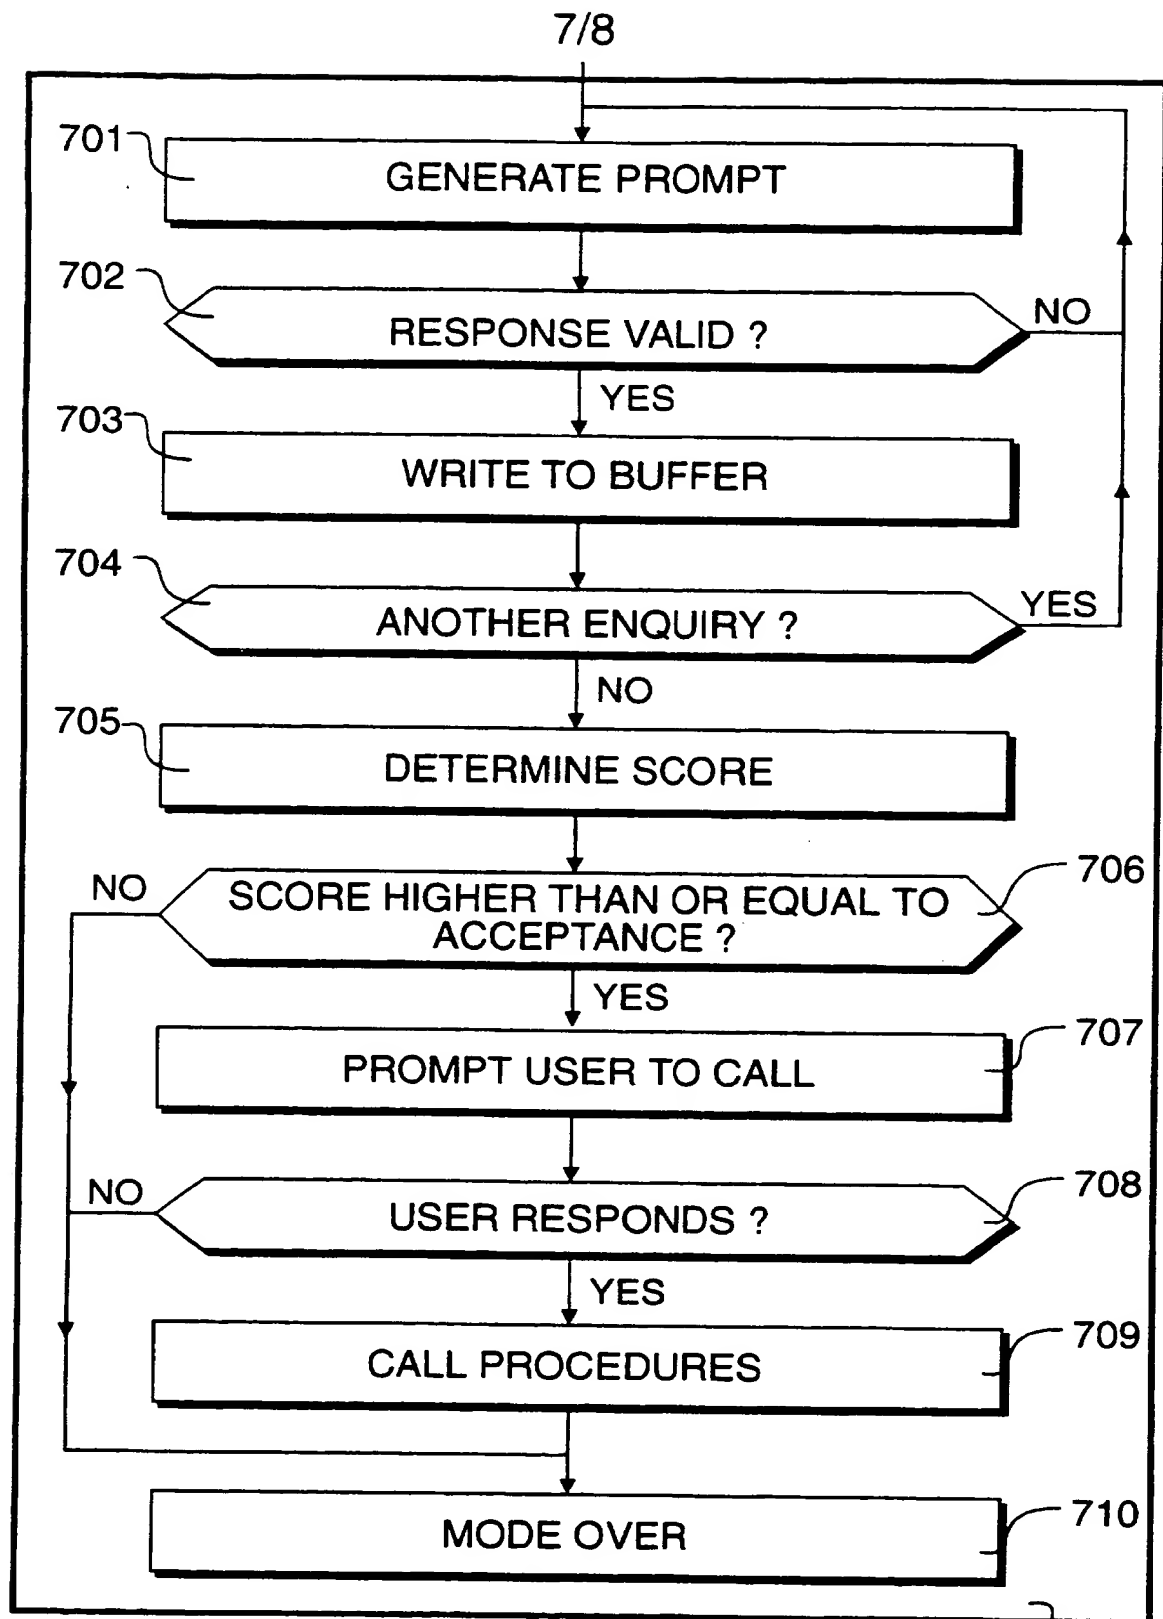 7/8
701
GENERATE PROMPT
702
RESPONSE VALID ?
NO
YES
703
WRITE TO BUFFER
704
ANOTHER ENQUIRY ?
YES
NO
705
DETERMINE SCORE
706
NO
SCORE HIGHER THAN OR EQUAL TO
ACCEPTANCE ?
YES
707
PROMPT USER TO CALL
708
NO
USER RESPONDS ?
YES
709
CALL PROCEDURES
710
MODE OVER